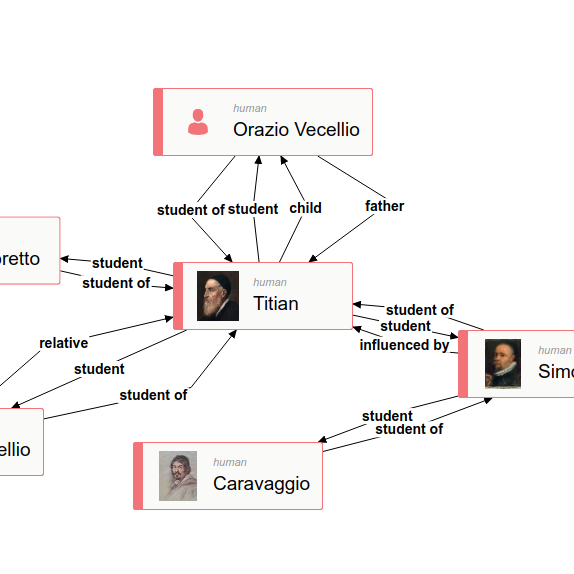 human
Orazio Vecellio
student of
student
child
father
retto
student
student of
human
Titian
student of
student
influenced by
relative
student
student of
human
Simo
student
student of
ellio
human
Caravaggio